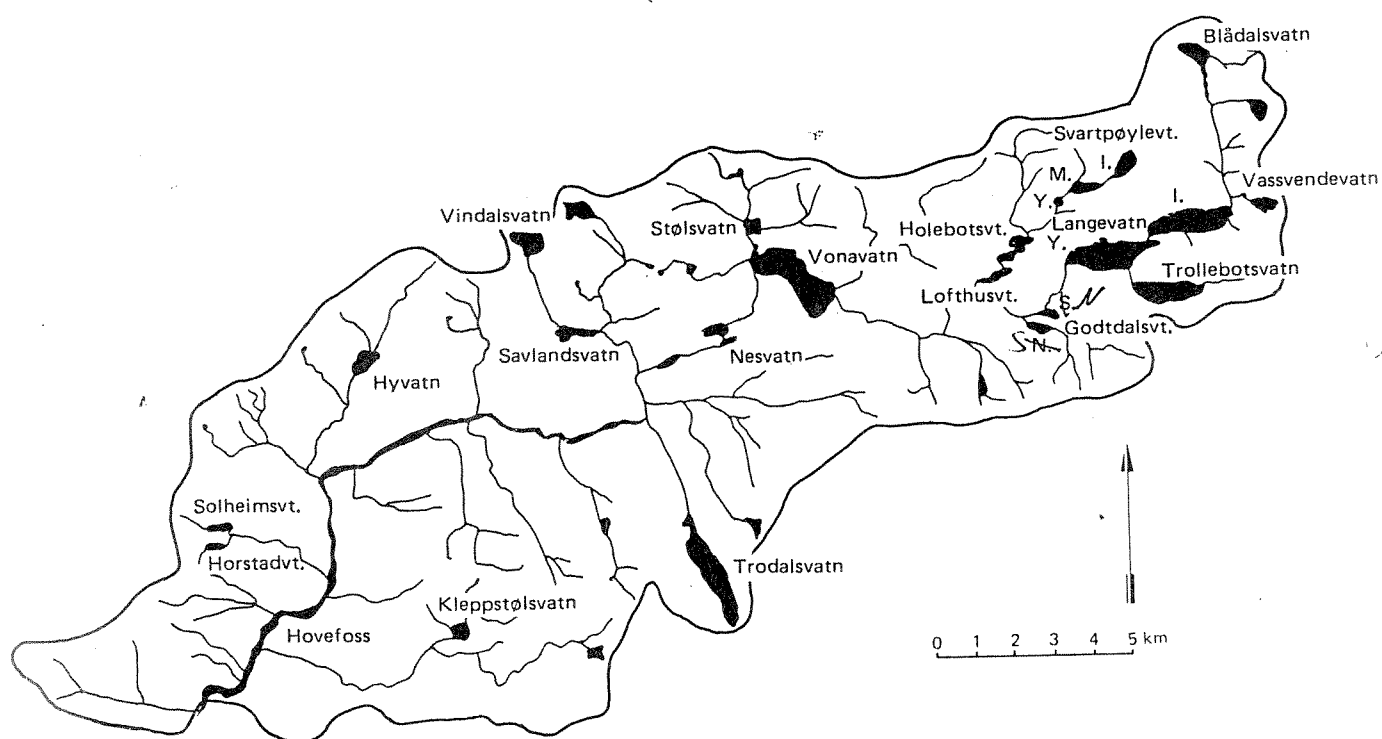 Blådalsvatn
Svartpøylevt.
I.
M.
Vassvendevatn
Y.
I.
Vindalsvatn
Stølsvatn
Holebotsvt.
Langevatn
Y.
Vonavatn
Trollebotsvatn
Lofthusvt.
S. N
Godtdalsvt.
S N.
Savlandsvatn
Nesvatn
Hyvatn
Solheimsvt.
Horstadvt.
Trodalsvatn
Kleppstølsvatn
Hovefoss
0 1 2 3 4 5 km